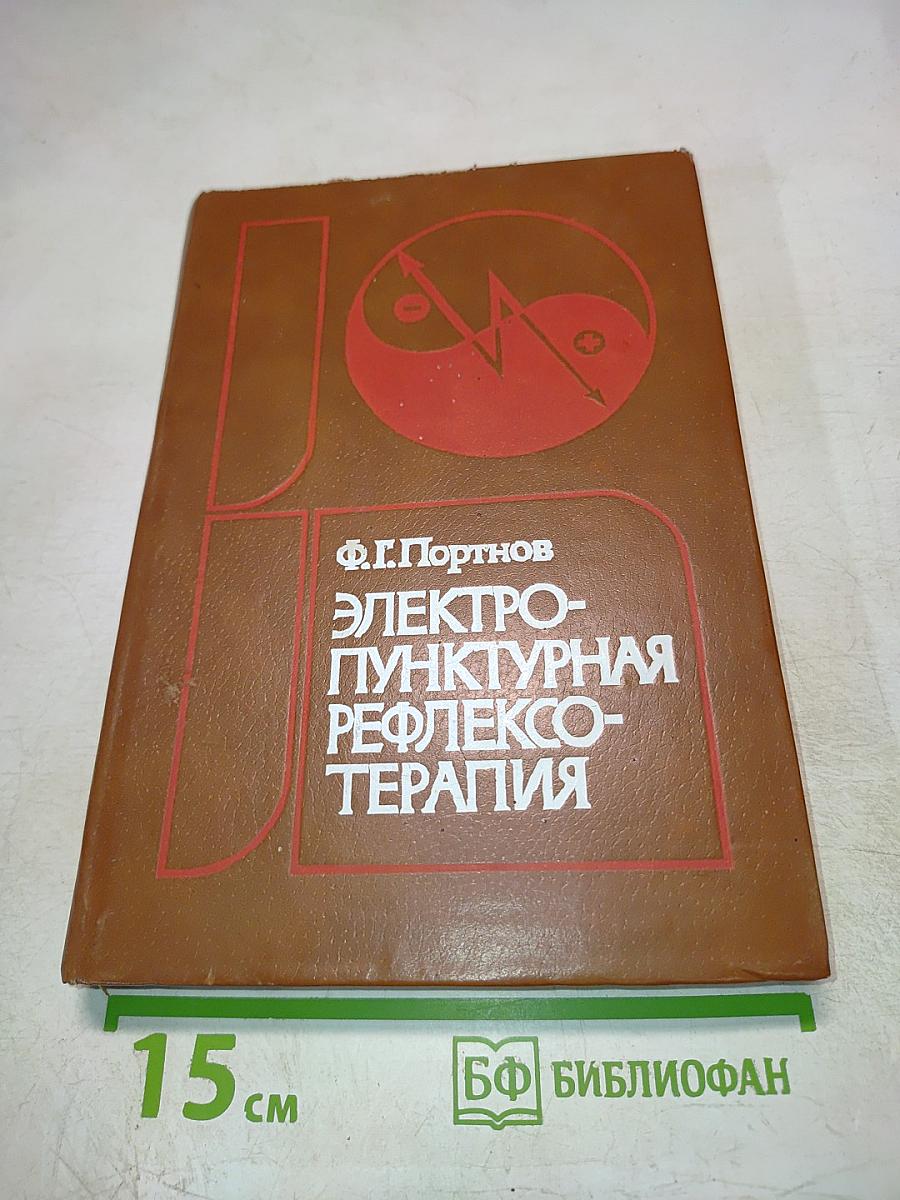 Ф.Г.Портнов
ЭЛЕКТРО-
ПУНКТУРНАЯ
РЕФЛЕКСО-
ТЕРАПИЯ
15 см
БФ БИБЛИОФАН